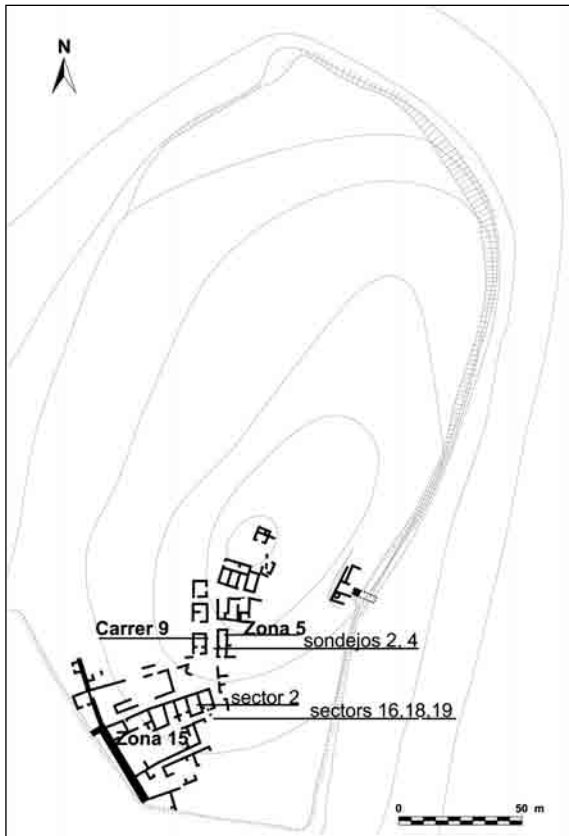 N
Carrer 9
Zona 5
sondejos 2, 4
sector 2
sectors 16,18,19
Zona 15
0
50 m